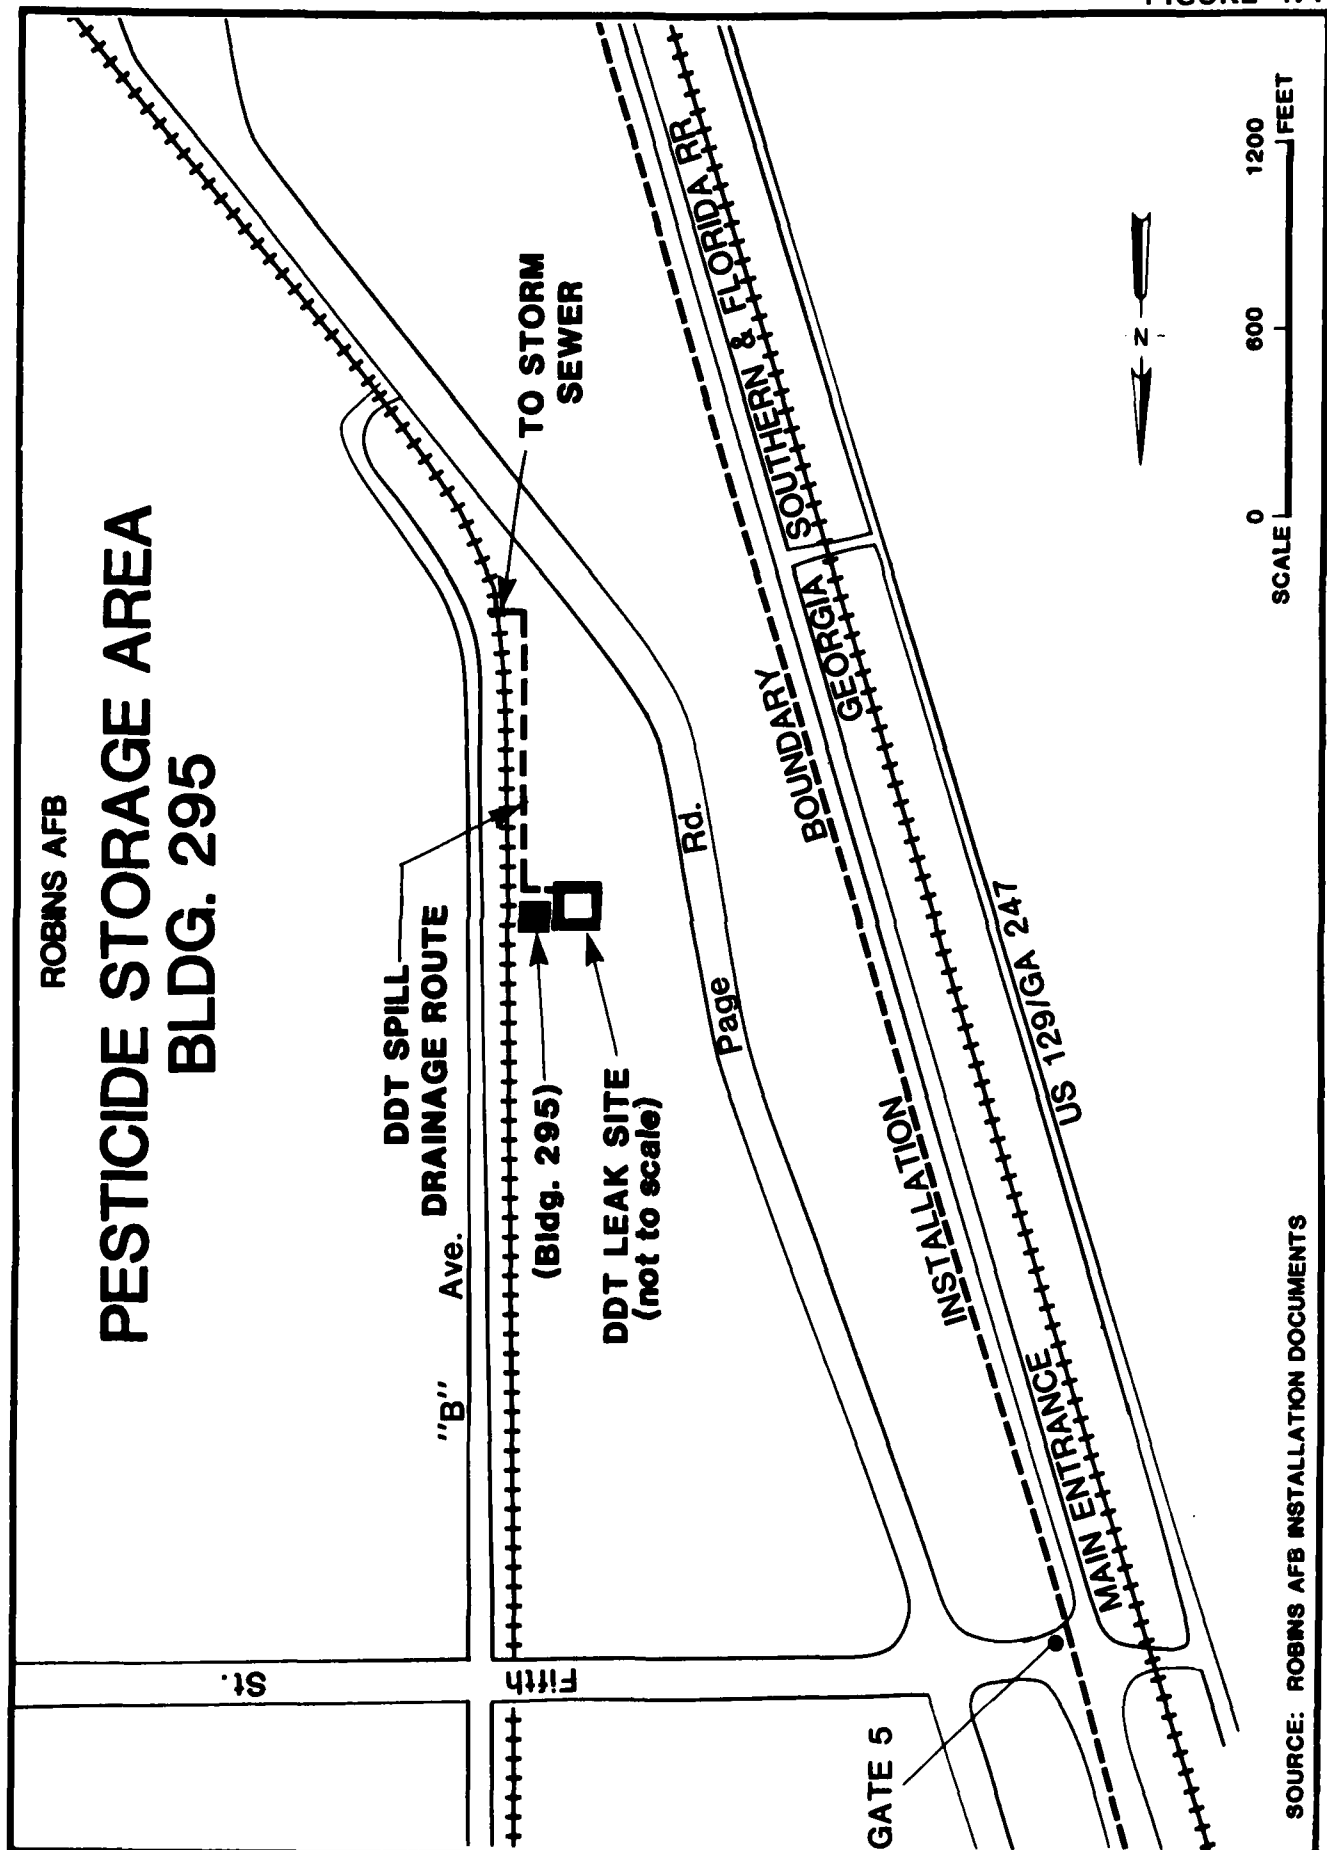 ROBINS AFB
PESTICIDE STORAGE AREA
BLDG. 295
"B" Ave.
DDT SPILL
DRAINAGE ROUTE
TO STORM
SEWER
(Bldg. 295)
DDT LEAK SITE
(not to scale)
Fifth St.
Page Rd.
GATE 5
INSTALLATION BOUNDARY
MAIN ENTRANCE
GEORGIA SOUTHERN & FLORIDA RR
US 129/GA 247
N
0 600 1200
SCALE FEET
SOURCE: ROBINS AFB INSTALLATION DOCUMENTS